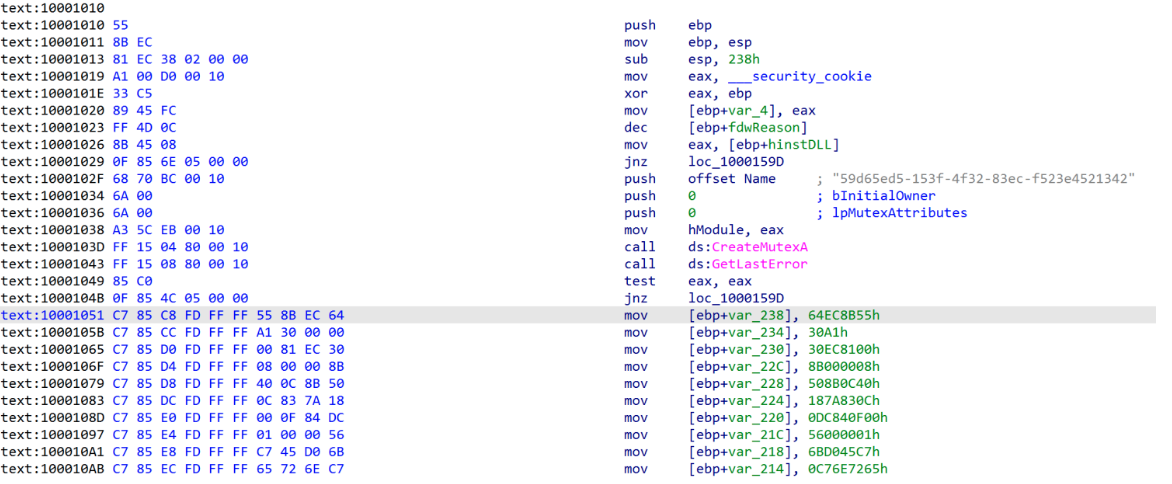 text:10001010
text:10001010 55 push ebp
text:10001011 8B EC mov ebp, esp
text:10001013 81 EC 38 02 00 00 sub esp, 238h
text:10001019 A1 00 D0 00 10 mov eax, ___security_cookie
text:1000101E 33 C5 xor eax, ebp
text:10001020 89 45 FC mov [ebp+var_4], eax
text:10001023 FF 4D 0C dec [ebp+fdwReason]
text:10001026 8B 45 08 mov eax, [ebp+hinstDLL]
text:10001029 0F 85 6E 05 00 00 jnz loc_1000159D
text:1000102F 68 70 BC 00 10 push offset Name ; "59d65ed5-153f-4f32-83ec-f523e4521342"
text:10001034 6A 00 push 0 ; bInitialOwner
text:10001036 6A 00 push 0 ; lpMutexAttributes
text:10001038 A3 5C EB 00 10 mov hModule, eax
text:1000103D FF 15 04 80 00 10 call ds:CreateMutexA
text:10001043 FF 15 08 80 00 10 call ds:GetLastError
text:10001049 85 C0 test eax, eax
text:1000104B 0F 85 4C 05 00 00 jnz loc_1000159D
text:10001051 C7 85 C8 FD FF FF 55 8B EC 64 mov [ebp+var_238], 64EC8B55h
text:1000105B C7 85 CC FD FF FF A1 30 00 00 mov [ebp+var_234], 30A1h
text:10001065 C7 85 D0 FD FF FF 00 81 EC 30 mov [ebp+var_230], 30EC8100h
text:1000106F C7 85 D4 FD FF FF 08 00 00 8B mov [ebp+var_22C], 8B000008h
text:10001079 C7 85 D8 FD FF FF 40 0C 8B 50 mov [ebp+var_228], 508B0C40h
text:10001083 C7 85 DC FD FF FF 0C 83 7A 18 mov [ebp+var_224], 187A830Ch
text:1000108D C7 85 E0 FD FF FF 00 0F 84 DC mov [ebp+var_220], 0DC840F00h
text:10001097 C7 85 E4 FD FF FF 01 00 00 56 mov [ebp+var_21C], 56000001h
text:100010A1 C7 85 E8 FD FF FF C7 45 D0 6B mov [ebp+var_218], 6BD045C7h
text:100010AB C7 85 EC FD FF FF 65 72 6E C7 mov [ebp+var_214], 0C76E7265h